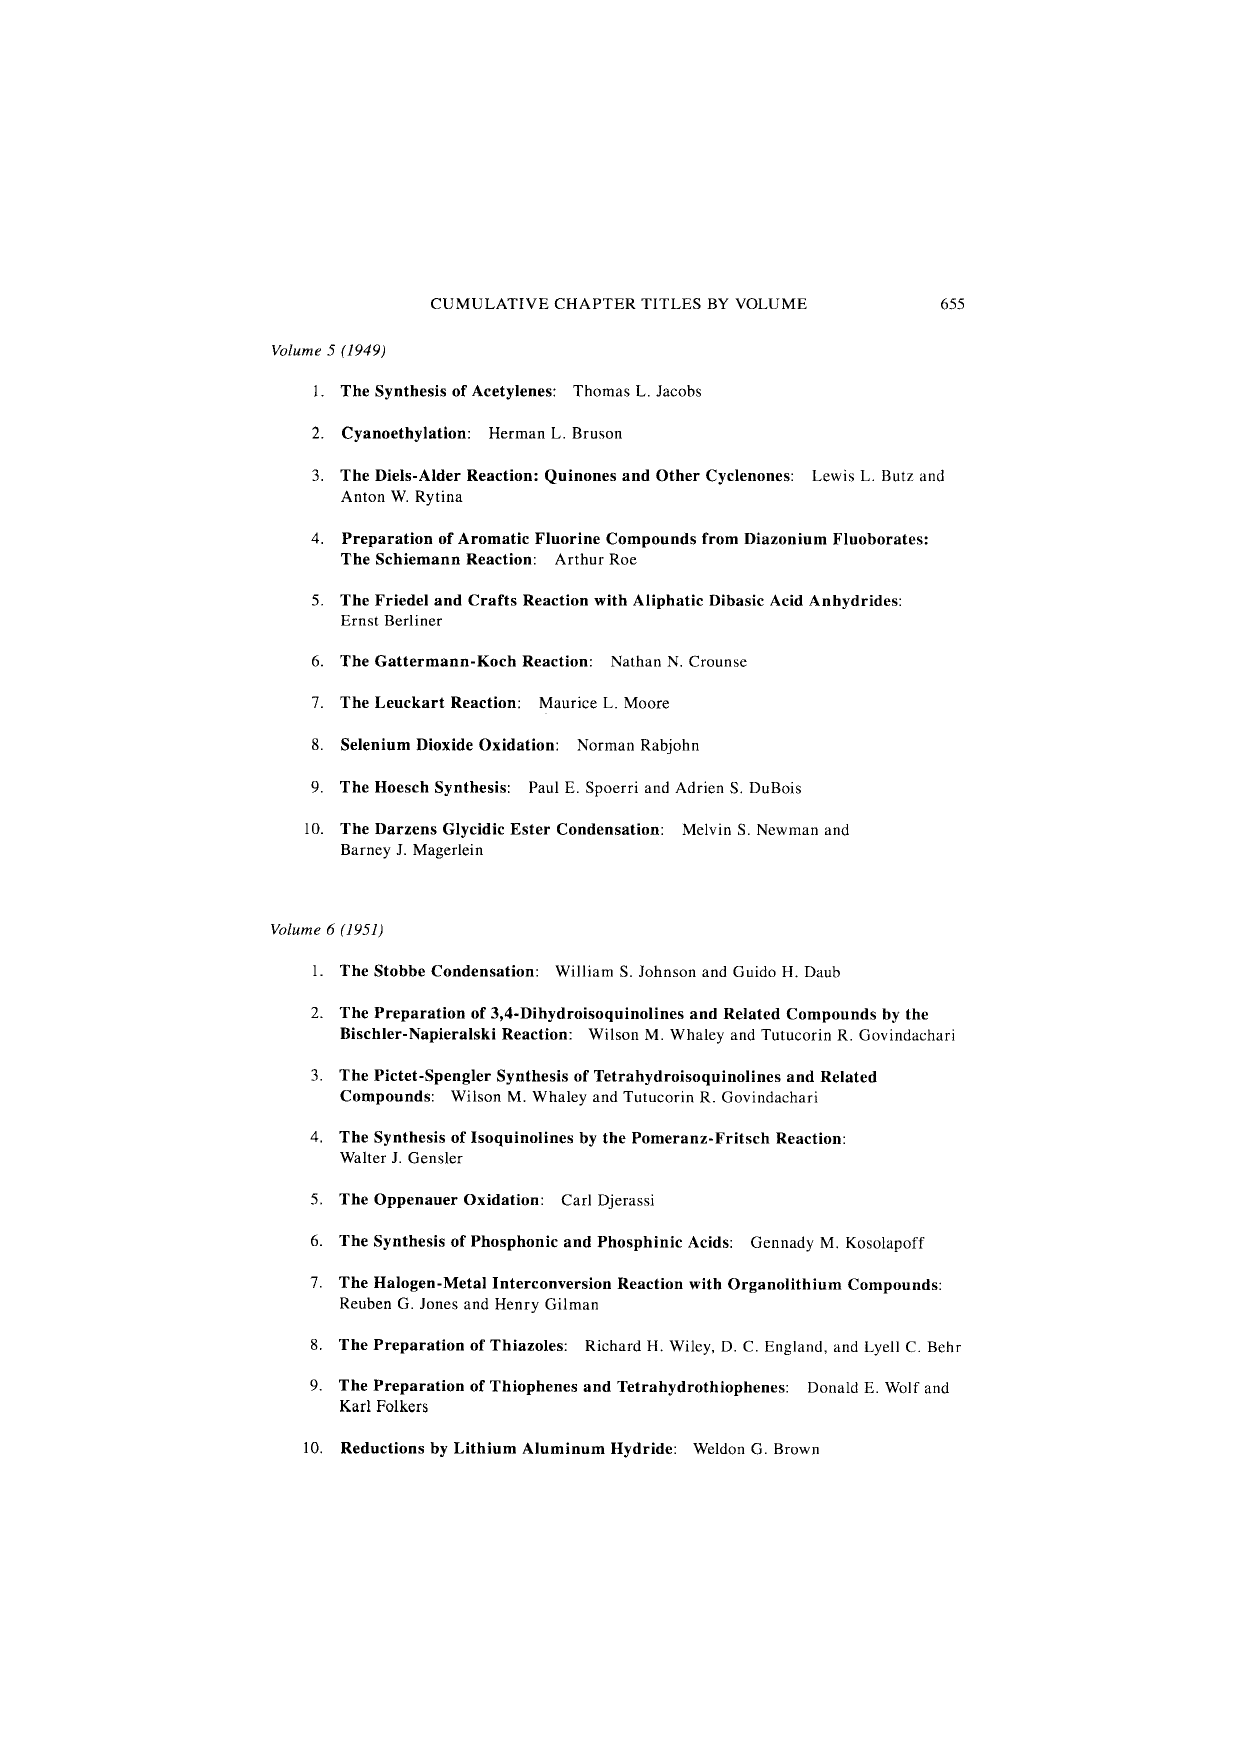 CUMULATIVE CHAPTER TITLES BY VOLUME 655
Volume 5 (1949)
1. The Synthesis of Acetylenes: Thomas L. Jacobs
2. Cyanoethylation: Herman L. Bruson
3. The Diels-Alder Reaction: Quinones and Other Cyclenones: Lewis L. Butz and
Anton W. Rytina
4. Preparation of Aromatic Fluorine Compounds from Diazonium Fluoborates:
The Schiemann Reaction: Arthur Roe
5. The Friedel and Crafts Reaction with Aliphatic Dibasic Acid Anhydrides:
Ernst Berliner
6. The Gattermann-Koch Reaction: Nathan N. Crounse
7. The Leuckart Reaction: Maurice L. Moore
8. Selenium Dioxide Oxidation: Norman Rabjohn
9. The Hoesch Synthesis: Paul E. Spoerri and Adrien S. DuBois
10. The Darzens Glycidic Ester Condensation: Melvin S. Newman and
Barney J. Magerlein
Volume 6 (1951)
1. The Stobbe Condensation: William S. Johnson and Guido H. Daub
2. The Preparation of 3,4-Dihydroisoquinolines and Related Compounds by the
Bischler-Napieralski Reaction: Wilson M. Whaley and Tutucorin R. Govindachari
3. The Pictet-Spengler Synthesis of Tetrahydroisoquinolines and Related
Compounds: Wilson M. Whaley and Tutucorin R. Govindachari
4. The Synthesis of Isoquinolines by the Pomeranz-Fritsch Reaction:
Walter J. Gensler
5. The Oppenauer Oxidation: Carl Djerassi
6. The Synthesis of Phosphonic and Phosphinic Acids: Gennady M. Kosolapoff
7. The Halogen-Metal Interconversion Reaction with Organolithium Compounds:
Reuben G. Jones and Henry Gilman
8. The Preparation of Thiazoles: Richard H. Wiley, D. C. England, and Lyell C. Behr
9. The Preparation of Thiophenes and Tetrahydrothiophenes: Donald E. Wolf and
Karl Folkers
10. Reductions by Lithium Aluminum Hydride: Weldon G. Brown